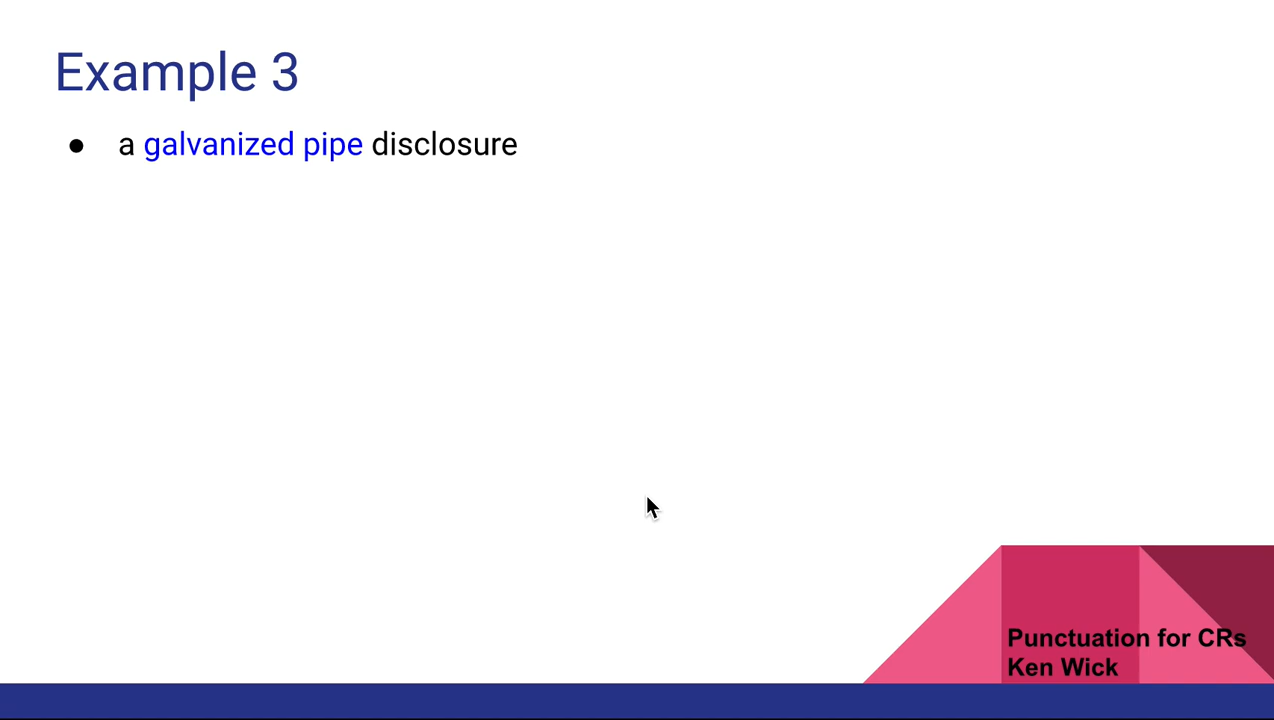 Example 3
● a galvanized pipe disclosure
Punctuation for CRs
Ken Wick